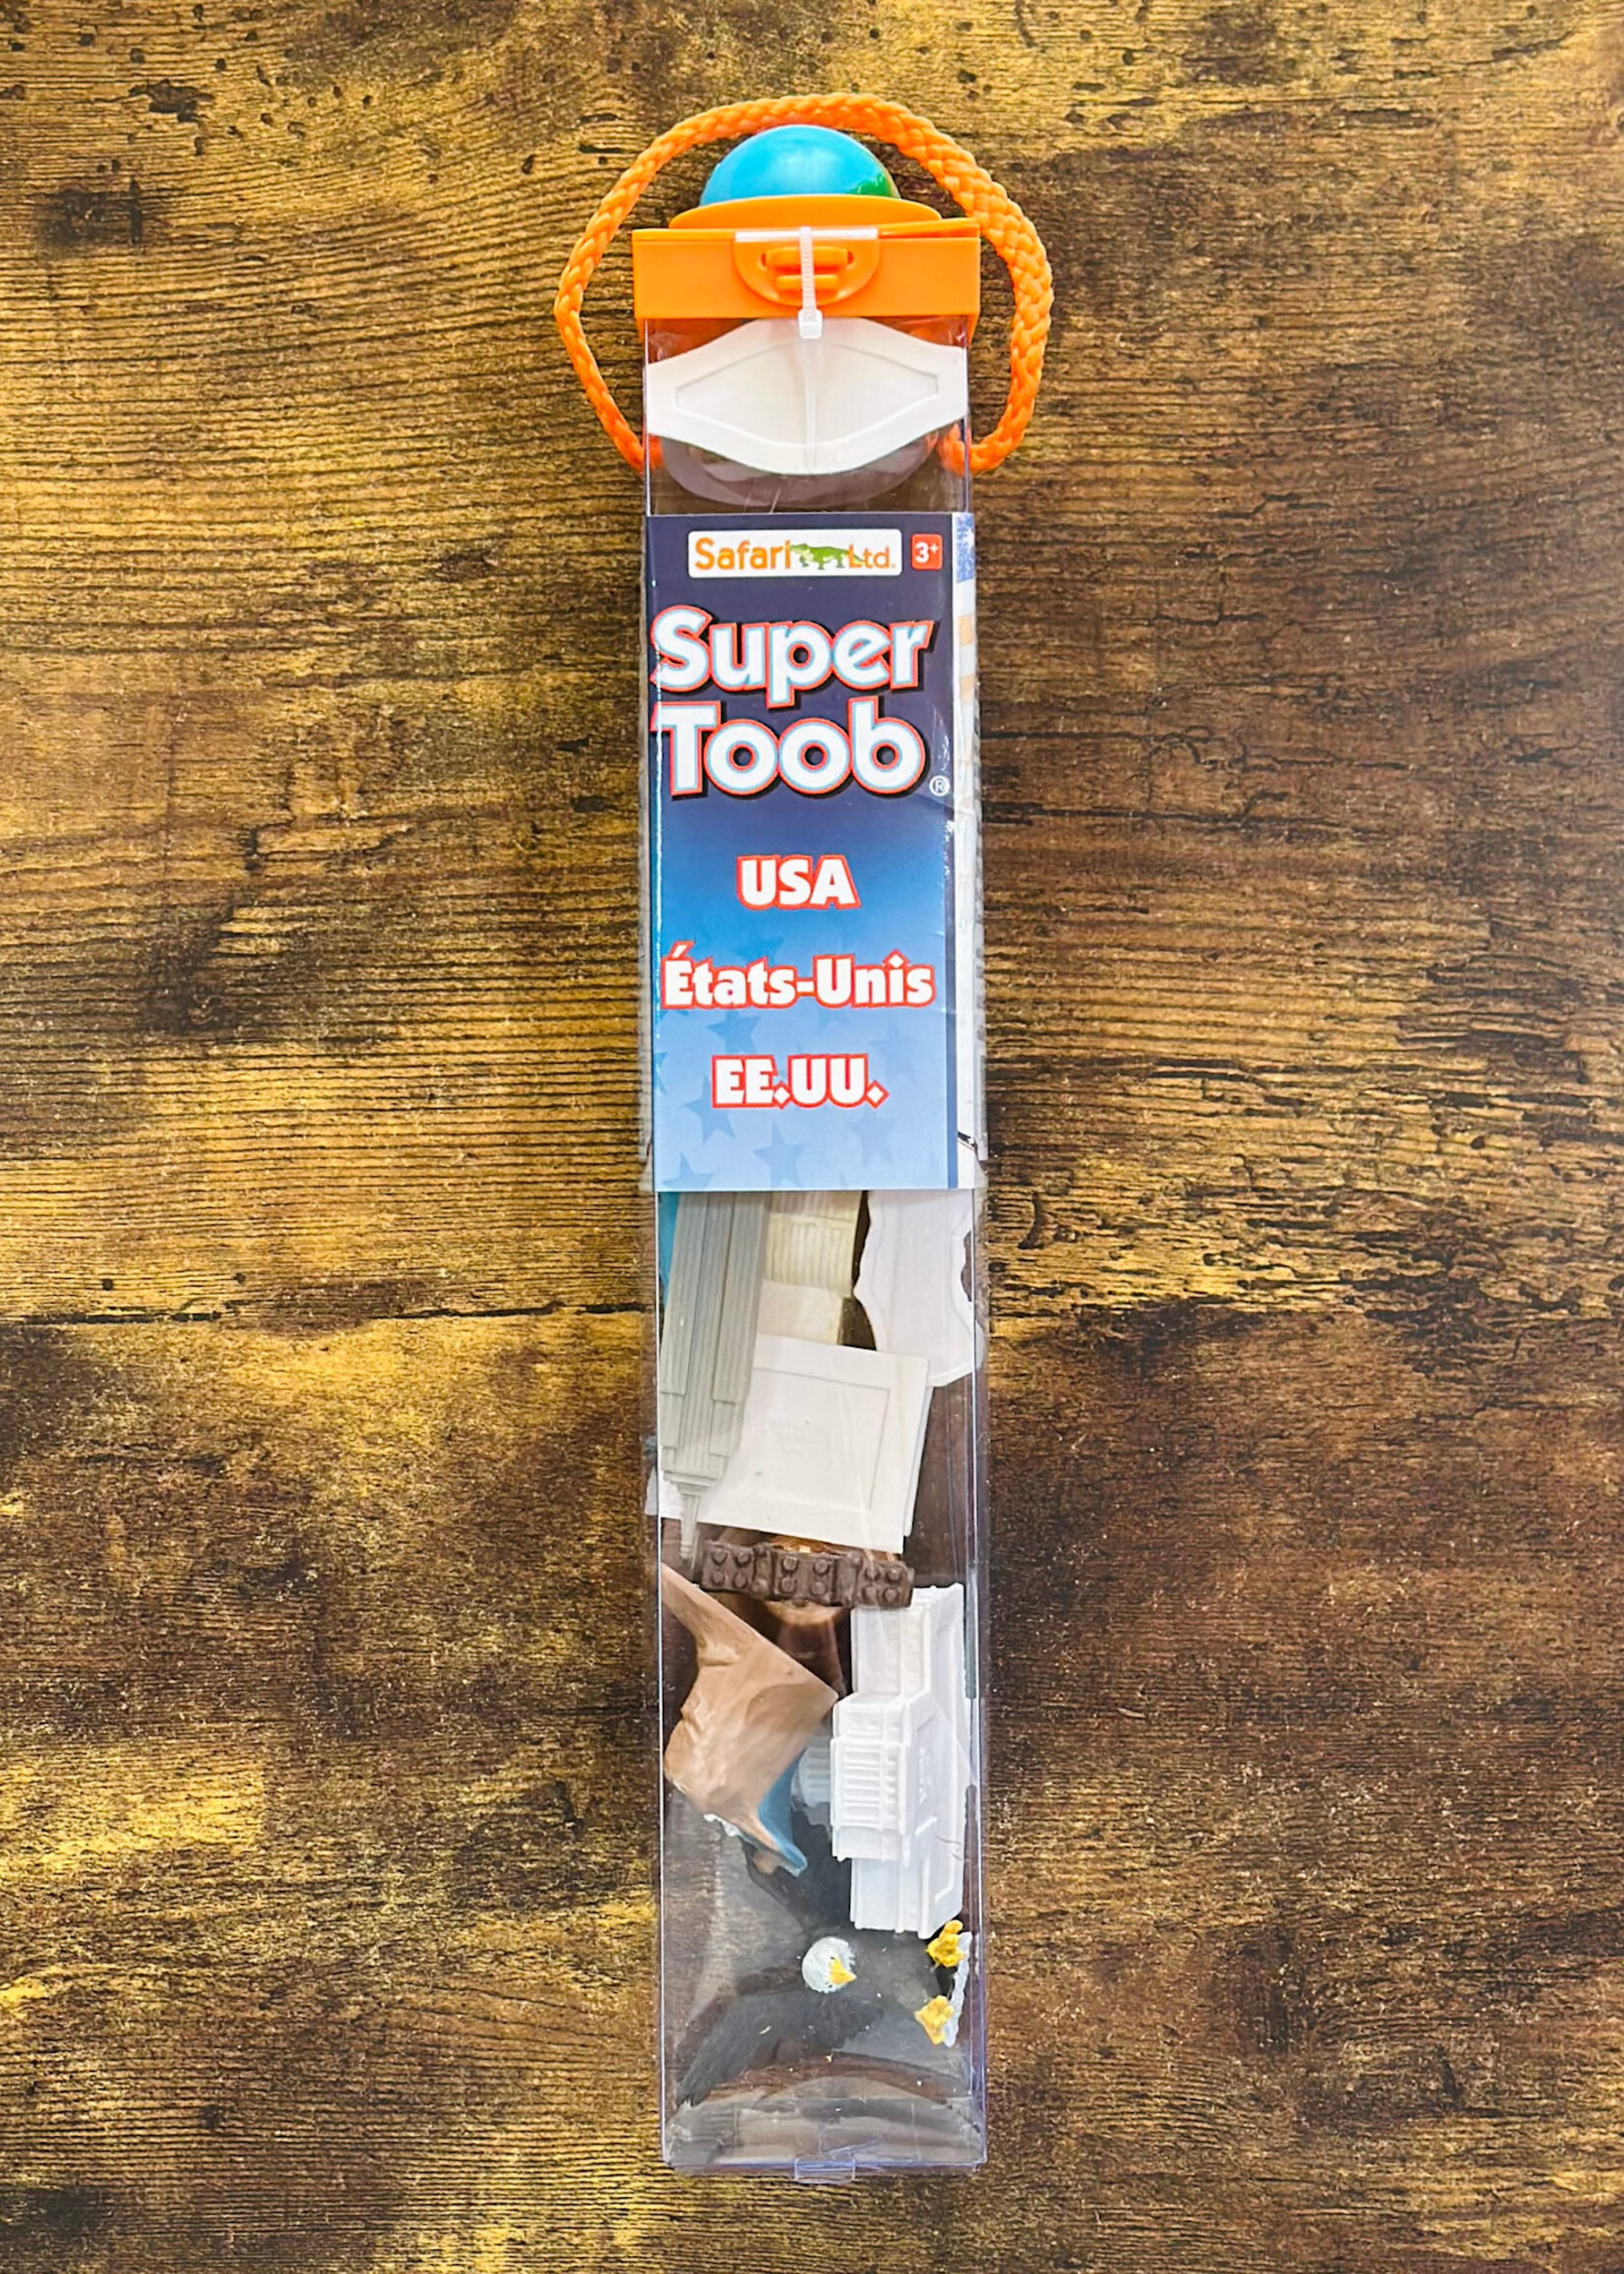 Safari Ltd. 3+
Super
Toob®
USA
États-Unis
EE.UU.